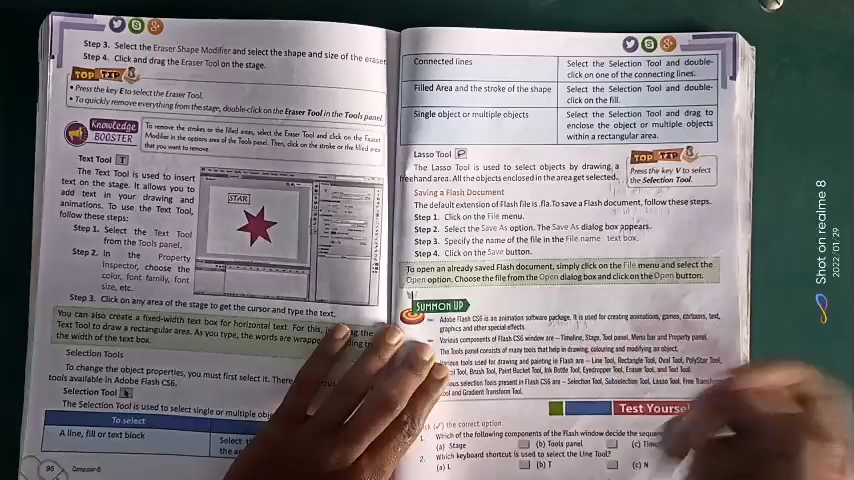 Step 3. Select the Eraser Shape Modifier and select the shape and size of the eraser
Step 4. Click and drag the Eraser Tool on the stage.
TOP TIP
• Press the key E to select the Eraser Tool.
• To quickly remove everything from the stage, double-click on the Eraser Tool in the Tools panel
Knowledge BOOSTER
To remove the strokes or the filled areas, select the Eraser Tool and click on the Faucet
Modifier in the options area of the Tools panel. Then, click on the stroke or the filled area
that you want to remove.
Text Tool T
The Text Tool is used to insert
text on the stage. It allows you
to add text in your drawing and
animations. To use the Text Tool,
follow these steps:
Step 1. Select the Text Tool
from the Tools panel.
Step 2. In the Property
Inspector, choose the
color, font family, font
size, etc.
STAR
Step 3. Click on any area of the stage to get the cursor and type the text.
You can also create a fixed-width text box for horizontal text. For this, the
Text Tool to draw a rectangular area. As you type, the words are wrapped
the width of the text box.
Selection Tools
To change the object properties, you must first select it. There
tools available in Adobe Flash CS6.
Selection Tool
The Selection Tool is used to select single or multiple
To select
A line, fill or text block
Select
the
96 Computer-6
Connected lines
Select the Selection Tool and double-
click on one of the connecting lines.
Filled Area and the stroke of the shape
Select the Selection Tool and double-
click on the fill.
Single object or multiple objects
Select the Selection Tool and drag to
enclose the object or multiple objects
within a rectangular area.
Lasso Tool
The Lasso Tool is used to select objects by drawing a
freehand area. All the objects enclosed in the area get selected.
TOP TIP
Press the key V to select
the Selection Tool.
Saving a Flash Document
The default extension of Flash file is .fla. To save a Flash document, follow these steps.
Step 1. Click on the File menu.
Step 2. Select the Save As option. The Save As dialog box appears.
Step 3. Specify the name of the file in the File name: text box.
Step 4. Click on the Save button.
To open an already saved Flash document, simply click on the File menu and select the
Open option. Choose the file from the Open dialog box and click on the Open button.
SUMMON UP
Adobe Flash CS6 is an animation software package. It is used for creating animations, games, cartoons, text,
graphics and other special effects.
Various components of Flash CS6 window are – Timeline, Stage, Tool panel, Menu bar and Property panel.
The Tools panel consists of many tools that help in drawing, colouring and modifying an object.
Various tools used for drawing and painting in Flash are – Line Tool, Rectangle Tool, Oval Tool, PolyStar Tool,
Tool, Brush Tool, Paint Bucket Tool, Ink Bottle Tool, Eyedropper Tool, Eraser Tool, and Text Tool.
selection Tools present in Flash CS6 are – Selection Tool, Subselection Tool, Lasso Tool, Free Transform
Tool and Gradient Transform Tool.
Test Yourse
(✓) the correct option.
1. Which of the following components of the Flash window decide the
(a) Stage (b) Tools panel (c)
2. Which keyboard shortcut is used to select the Line Tool?
(a) L (b) T (c) N
Shot on realme 8
2022/01/29